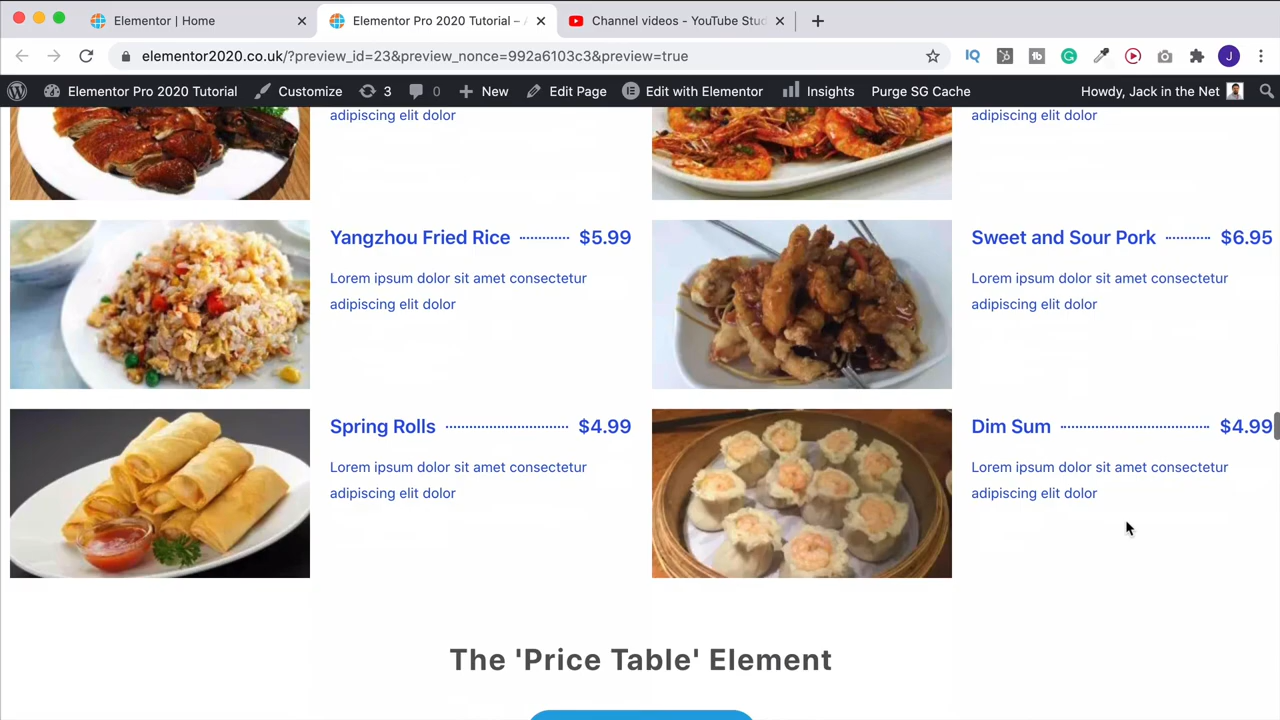 Elementor | Home
Elementor Pro 2020 Tutorial –
Channel videos - YouTube Stud
elementor2020.co.uk/?preview_id=23&preview_nonce=992a6103c3&preview=true
IQ
tb
J
Elementor Pro 2020 Tutorial
Customize
3
0
New
Edit Page
Edit with Elementor
Insights
Purge SG Cache
Howdy, Jack in the Net
adipiscing elit dolor
adipiscing elit dolor
Yangzhou Fried Rice $5.99
Lorem ipsum dolor sit amet consectetur
adipiscing elit dolor
Sweet and Sour Pork $6.95
Lorem ipsum dolor sit amet consectetur
adipiscing elit dolor
Spring Rolls $4.99
Lorem ipsum dolor sit amet consectetur
adipiscing elit dolor
Dim Sum $4.99
Lorem ipsum dolor sit amet consectetur
adipiscing elit dolor
The 'Price Table' Element